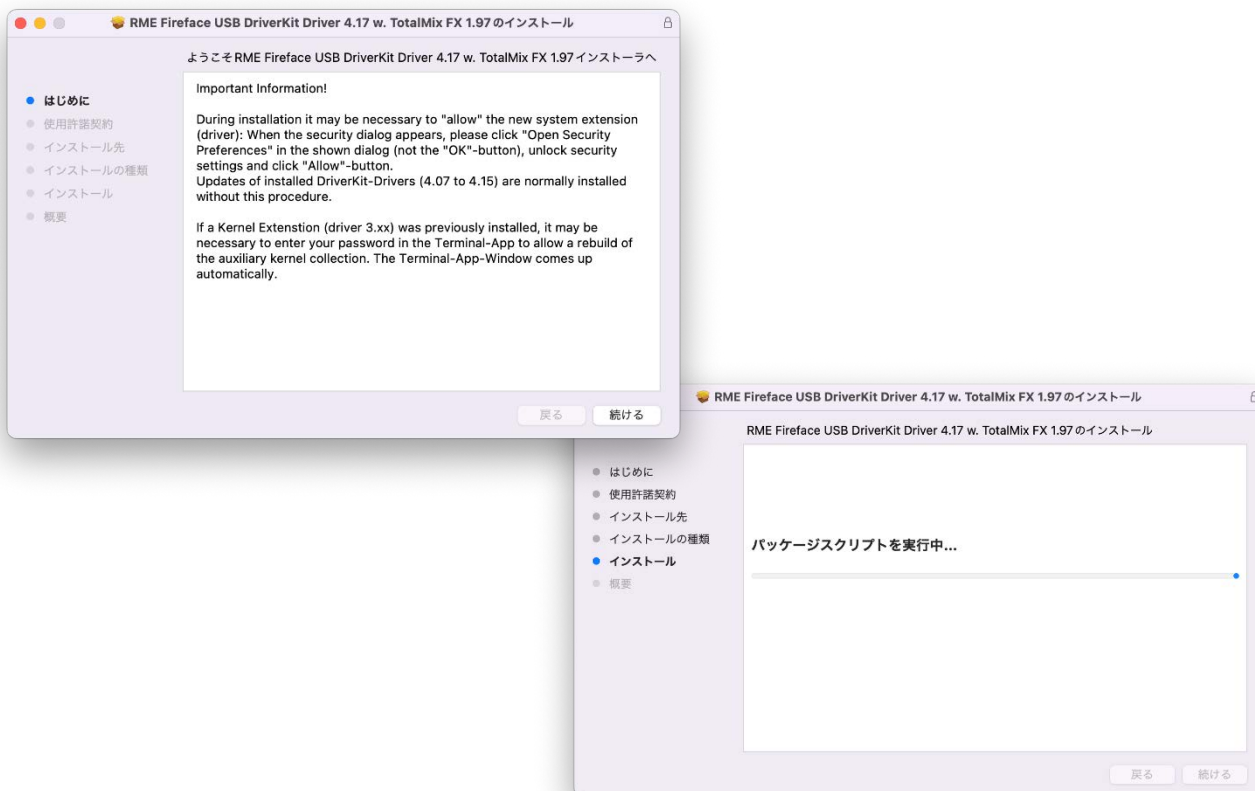 RME Fireface USB DriverKit Driver 4.17 w. TotalMix FX 1.97のインストール
ようこそRME Fireface USB DriverKit Driver 4.17 w. TotalMix FX 1.97インストーラへ
はじめに
使用許諾契約
インストール先
インストールの種類
インストール
概要
Important Information!
During installation it may be necessary to "allow" the new system extension
(driver): When the security dialog appears, please click "Open Security
Preferences" in the shown dialog (not the "OK"-button), unlock security
settings and click "Allow"-button.
Updates of installed DriverKit-Drivers (4.07 to 4.15) are normally installed
without this procedure.
If a Kernel Extenstion (driver 3.xx) was previously installed, it may be
necessary to enter your password in the Terminal-App to allow a rebuild of
the auxiliary kernel collection. The Terminal-App-Window comes up
automatically.
戻る
続ける
RME Fireface USB DriverKit Driver 4.17 w. TotalMix FX 1.97のインストール
RME Fireface USB DriverKit Driver 4.17 w. TotalMix FX 1.97のインストール
はじめに
使用許諾契約
インストール先
インストールの種類
インストール
概要
パッケージスクリプトを実行中...
戻る
続ける